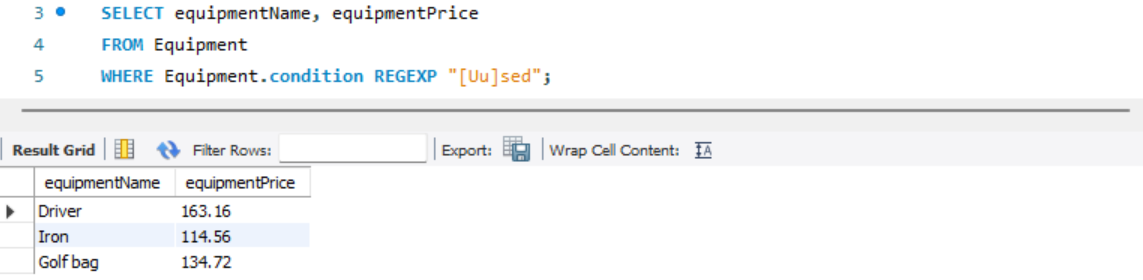 3 SELECT equipmentName, equipmentPrice
4 FROM Equipment
5 WHERE Equipment.condition REGEXP "[Uu]sed";
Result Grid Filter Rows: Export: Wrap Cell Content: IA
equipmentName equipmentPrice
Driver 163.16
Iron 114.56
Golf bag 134.72